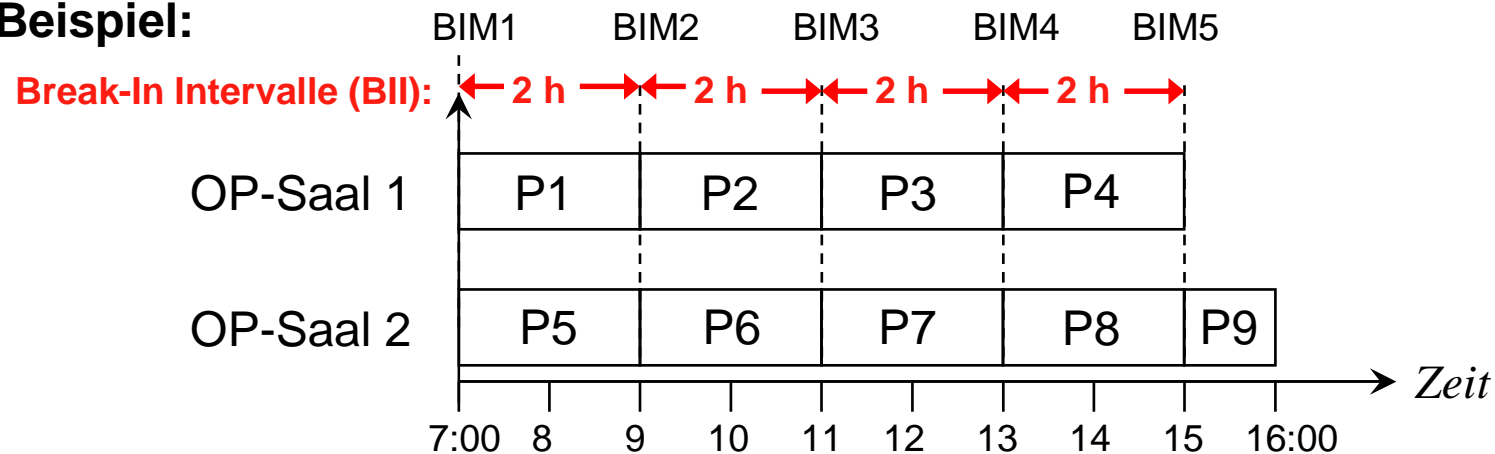 Beispiel:
BIM1 BIM2 BIM3 BIM4 BIM5
Break-In Intervalle (BII): 2 h 2 h 2 h 2 h
OP-Saal 1 P1 P2 P3 P4
OP-Saal 2 P5 P6 P7 P8 P9
Zeit
7:00 8 9 10 11 12 13 14 15 16:00